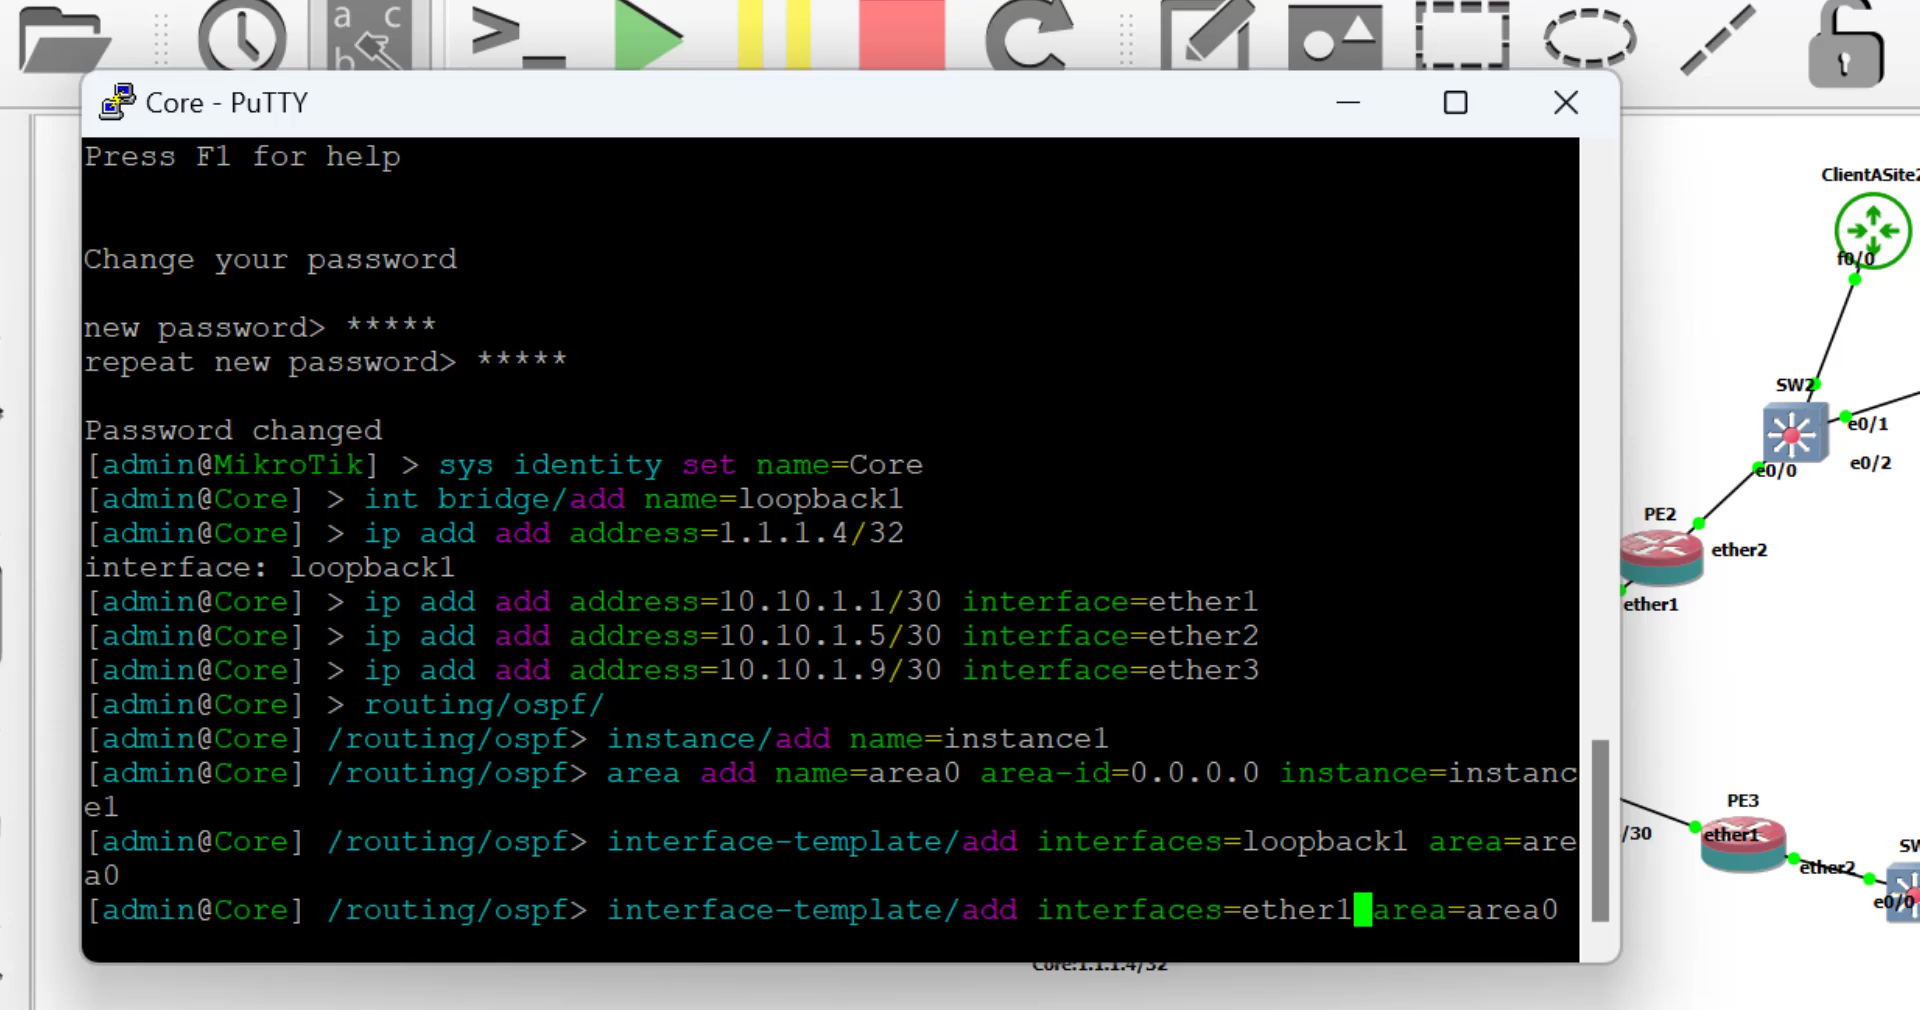 a c
b
Core - PuTTY
Press F1 for help
Change your password
new password> *****
repeat new password> *****
Password changed
[admin@MikroTik] > sys identity set name=Core
[admin@Core] > int bridge/add name=loopback1
[admin@Core] > ip add add address=1.1.1.4/32
interface: loopback1
[admin@Core] > ip add add address=10.10.1.1/30 interface=ether1
[admin@Core] > ip add add address=10.10.1.5/30 interface=ether2
[admin@Core] > ip add add address=10.10.1.9/30 interface=ether3
[admin@Core] > routing/ospf/
[admin@Core] /routing/ospf> instance/add name=instance1
[admin@Core] /routing/ospf> area add name=area0 area-id=0.0.0.0 instance=instanc
e1
[admin@Core] /routing/ospf> interface-template/add interfaces=loopback1 area=are
a0
[admin@Core] /routing/ospf> interface-template/add interfaces=ether1 area=area0
ClientASite2
f0/0
SW2
e0/1
e0/2
e0/0
PE2
ether2
ether1
PE3
/30
ether1
ether2
SW
e0/0
Core:1.1.1.4/32